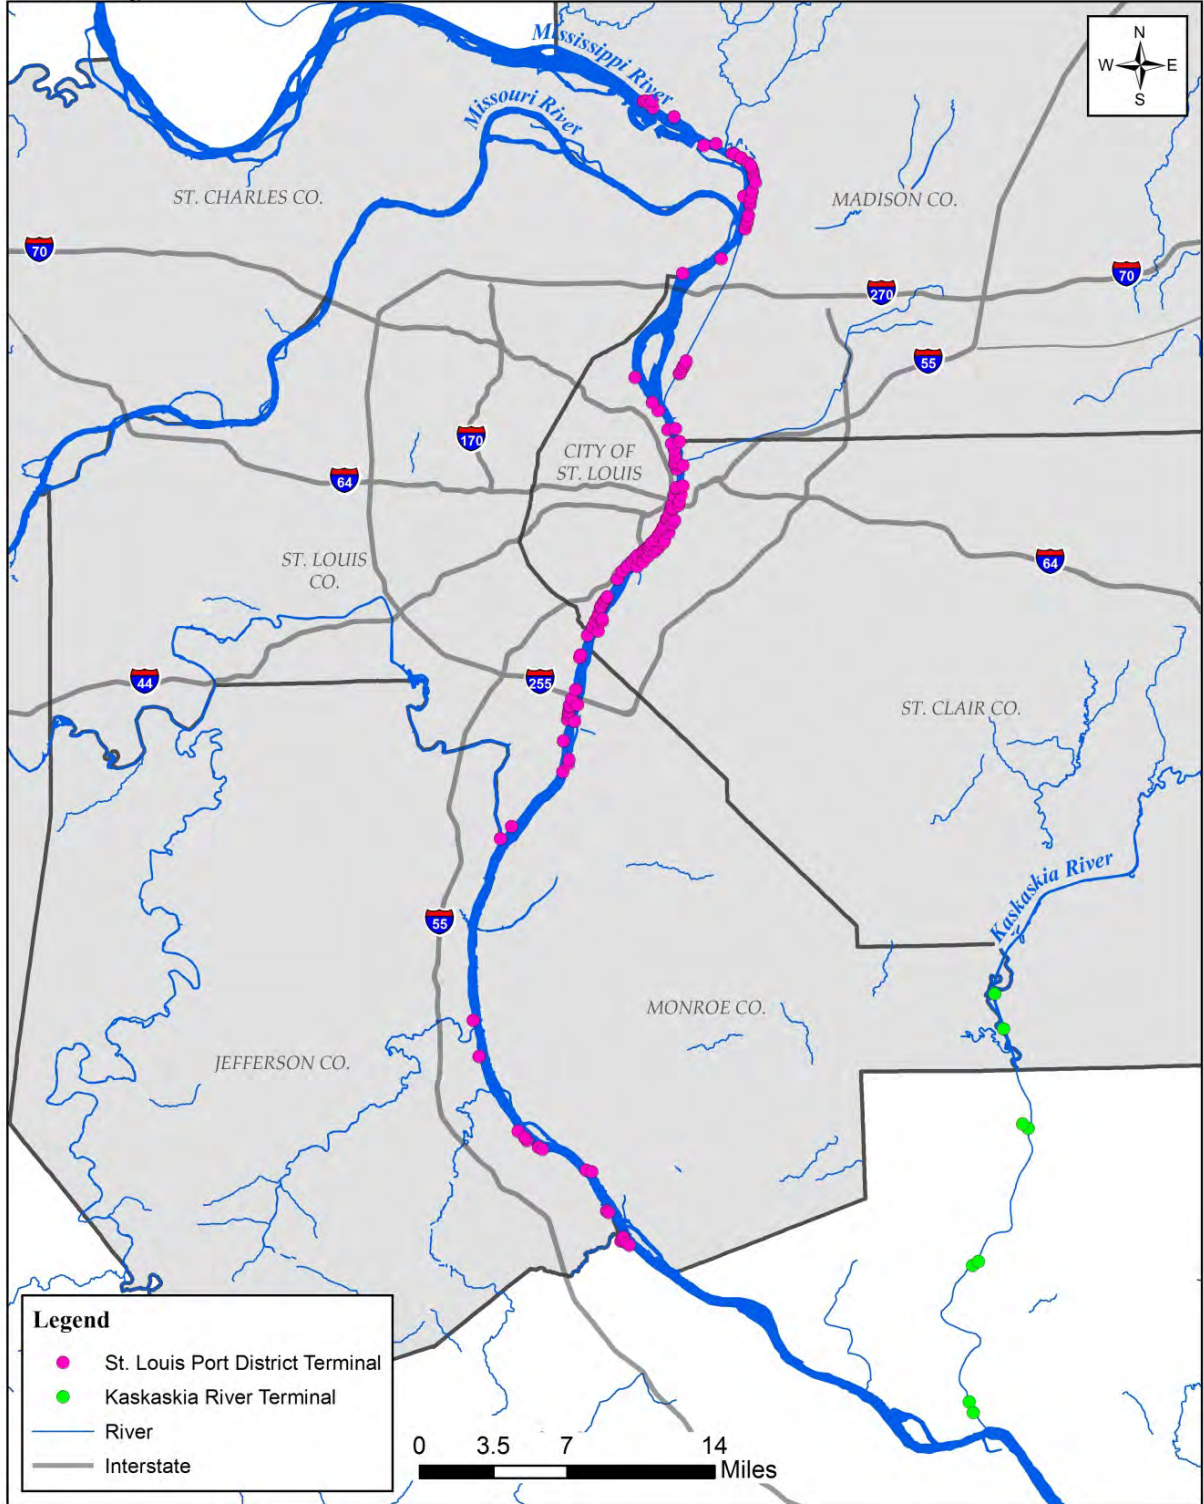 N
W E
S
Mississippi River
Missouri River
ST. CHARLES CO.
MADISON CO.
70
70
270
55
170
CITY OF
ST. LOUIS
64
ST. LOUIS
CO.
64
44
255
ST. CLAIR CO.
Kaskaskia River
55
MONROE CO.
JEFFERSON CO.
Legend
St. Louis Port District Terminal
Kaskaskia River Terminal
River
Interstate
0 3.5 7 14
Miles